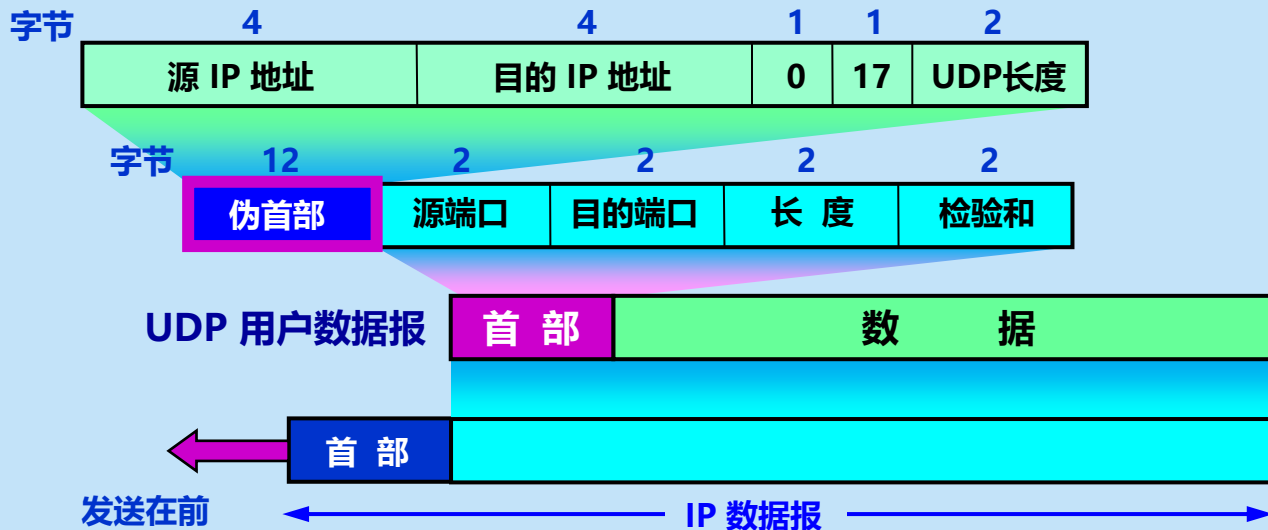 字节 4 4 1 1 2
源 IP 地址 目的 IP 地址 0 17 UDP长度
字节 12 2 2 2 2
伪首部 源端口 目的端口 长 度 检验和
UDP 用户数据报 首 部 数 据
首 部
发送在前 IP 数据报